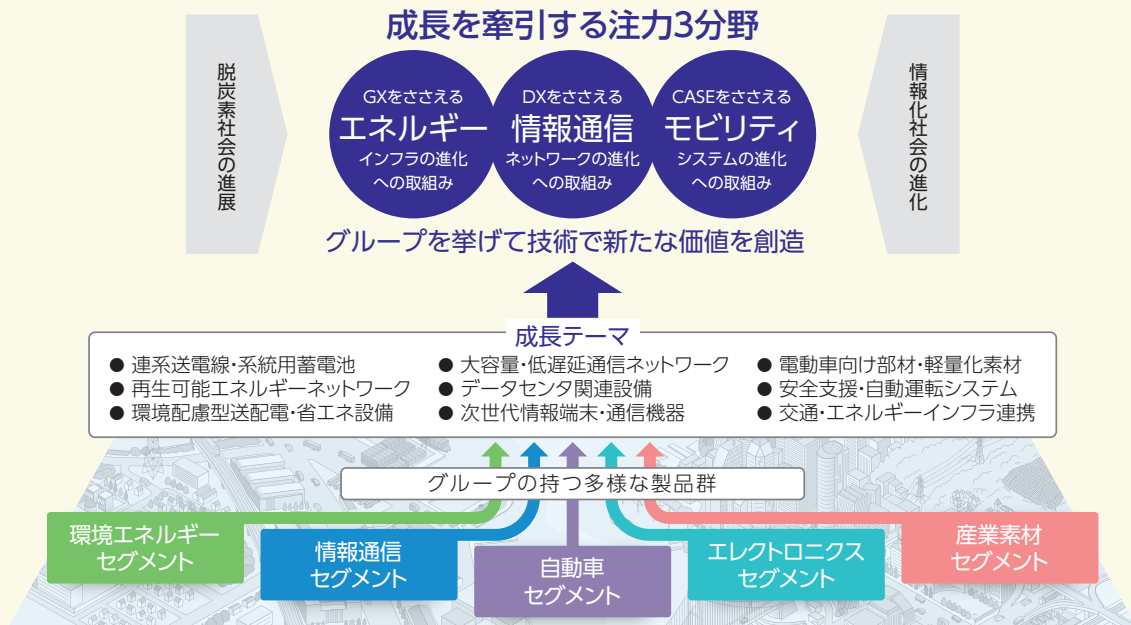 成長を牽引する注力3分野
脱炭素社会の進展
GXをささえる
エネルギー
インフラの進化
への取組み
DXをささえる
情報通信
ネットワークの進化
への取組み
CASEをささえる
モビリティ
システムの進化
への取組み
情報化社会の進化
グループを挙げて技術で新たな価値を創造
成長テーマ
● 連系送電線・系統用蓄電池
● 再生可能エネルギーネットワーク
● 環境配慮型送配電・省エネ設備
● 大容量・低遅延通信ネットワーク
● データセンタ関連設備
● 次世代情報端末・通信機器
● 電動車向け部材・軽量化素材
● 安全支援・自動運転システム
● 交通・エネルギーインフラ連携
グループの持つ多様な製品群
環境エネルギー
セグメント
情報通信
セグメント
自動車
セグメント
エレクトロニクス
セグメント
産業素材
セグメント